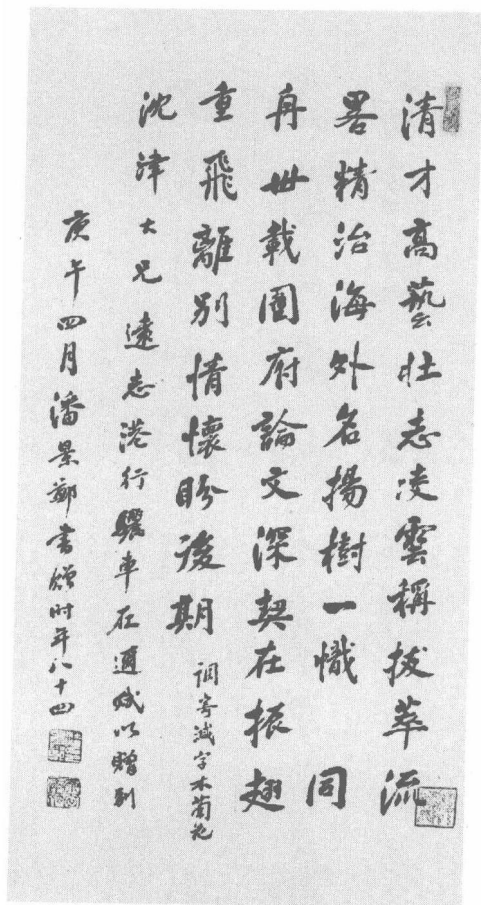 清才高藝壯志凌雲稱拔萃流
畧精治海外名揚樹一幟 同
舟卅載圖府論文深契在振翅
重飛離別情懷盼後期 調寄減字木蘭花
沈津大兄遠志港行驪車在邇賦以贈別
庚午四月潘景鄭書贈時年八十四